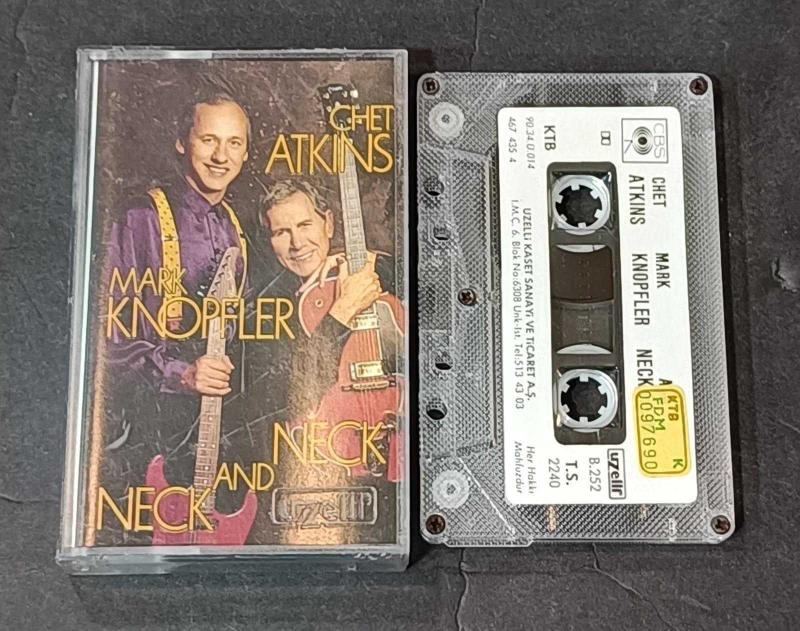 CHET
ATKINS
MARK
KNOPFLER
NECK
AND
NECK
uzelli
CBS
CHET MARK
ATKINS KNOPFLER NECK
KTB K
FDM
0097690
KTB
90.34.U.014
467 435 4
UZELLİ KASET SANAYİ VE TİCARET A.Ş.
İ.M.C. 6. Blok No:6308 Unk-İst. Tel:513 43 03
Her Hakkı
Mahfuzdur
uzelli
B.252
T.S.
2240